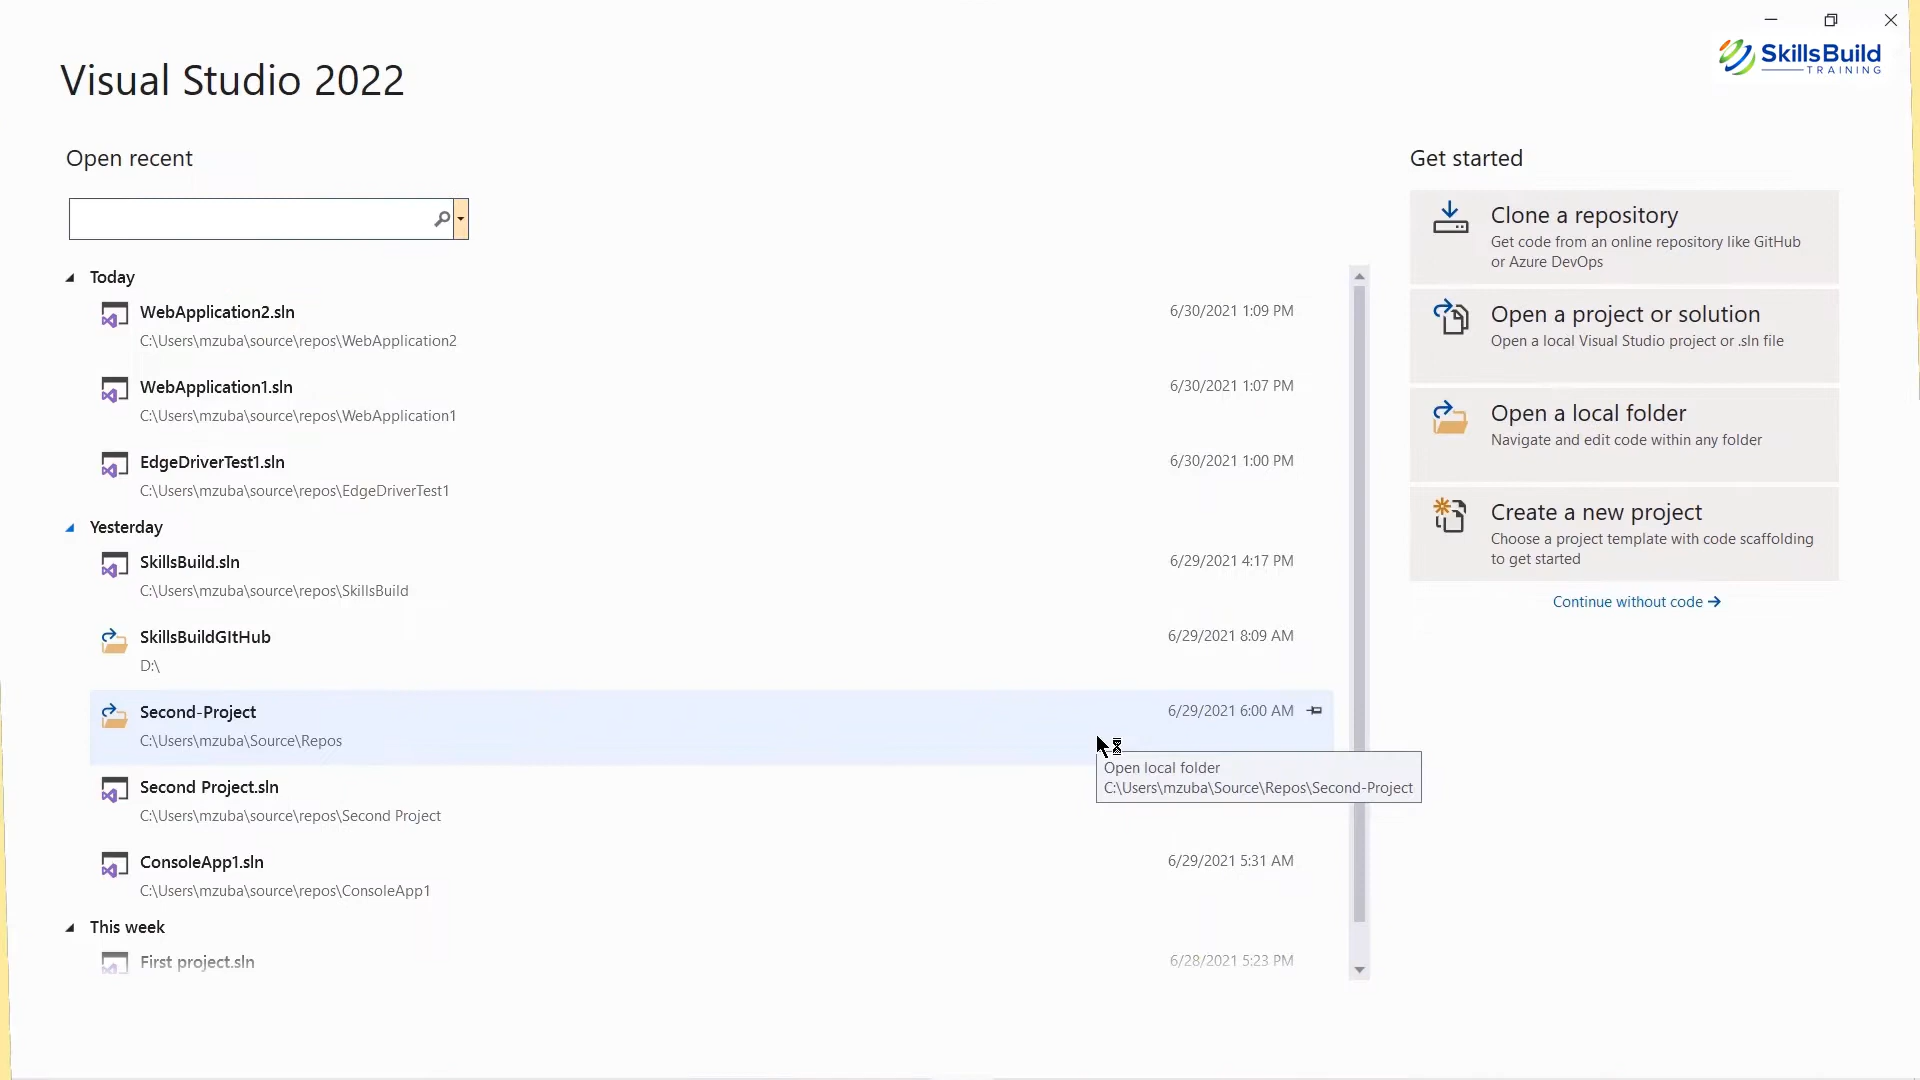 SkillsBuild
TRAINING
Visual Studio 2022
Open recent
Today
WebApplication2.sln
6/30/2021 1:09 PM
C:\Users\mzuba\source\repos\WebApplication2
WebApplication1.sln
6/30/2021 1:07 PM
C:\Users\mzuba\source\repos\WebApplication1
EdgeDriverTest1.sln
6/30/2021 1:00 PM
C:\Users\mzuba\source\repos\EdgeDriverTest1
Yesterday
SkillsBuild.sln
6/29/2021 4:17 PM
C:\Users\mzuba\source\repos\SkillsBuild
SkillsBuildGItHub
6/29/2021 8:09 AM
D:\
Second-Project
6/29/2021 6:00 AM
C:\Users\mzuba\Source\Repos
Open local folder
C:\Users\mzuba\Source\Repos\Second-Project
Second Project.sln
C:\Users\mzuba\source\repos\Second Project
ConsoleApp1.sln
6/29/2021 5:31 AM
C:\Users\mzuba\source\repos\ConsoleApp1
This week
First project.sln
6/28/2021 5:23 PM
Get started
Clone a repository
Get code from an online repository like GitHub
or Azure DevOps
Open a project or solution
Open a local Visual Studio project or .sln file
Open a local folder
Navigate and edit code within any folder
Create a new project
Choose a project template with code scaffolding
to get started
Continue without code →